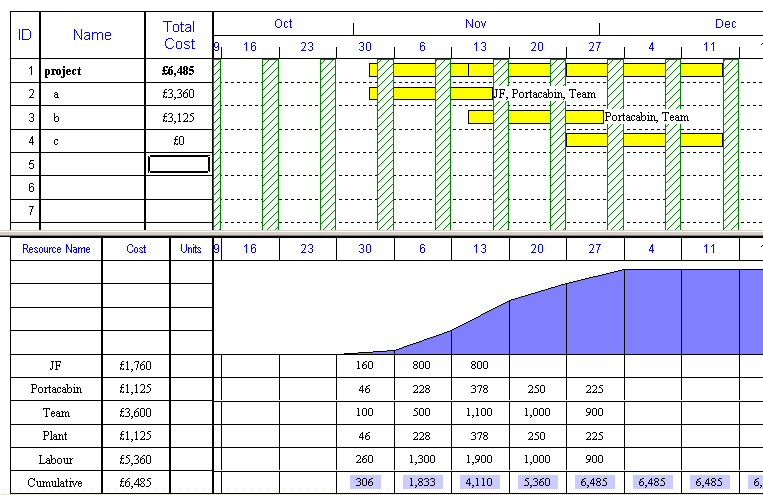 Oct Nov Dec
ID Name Total Cost
9 16 23 30 6 13 20 27 4 11 1
1 project £6,485
2 a £3,360 JF, Portacabin, Team
3 b £3,125 Portacabin, Team
4 c £0
5
6
7
Resource Name Cost Units 9 16 23 30 6 13 20 27 4 11 1
JF £1,760 160 800 800
Portacabin £1,125 46 228 378 250 225
Team £3,600 100 500 1,100 1,000 900
Plant £1,125 46 228 378 250 225
Labour £5,360 260 1,300 1,900 1,000 900
Cumulative £6,485 306 1,833 4,110 5,360 6,485 6,485 6,485 6,